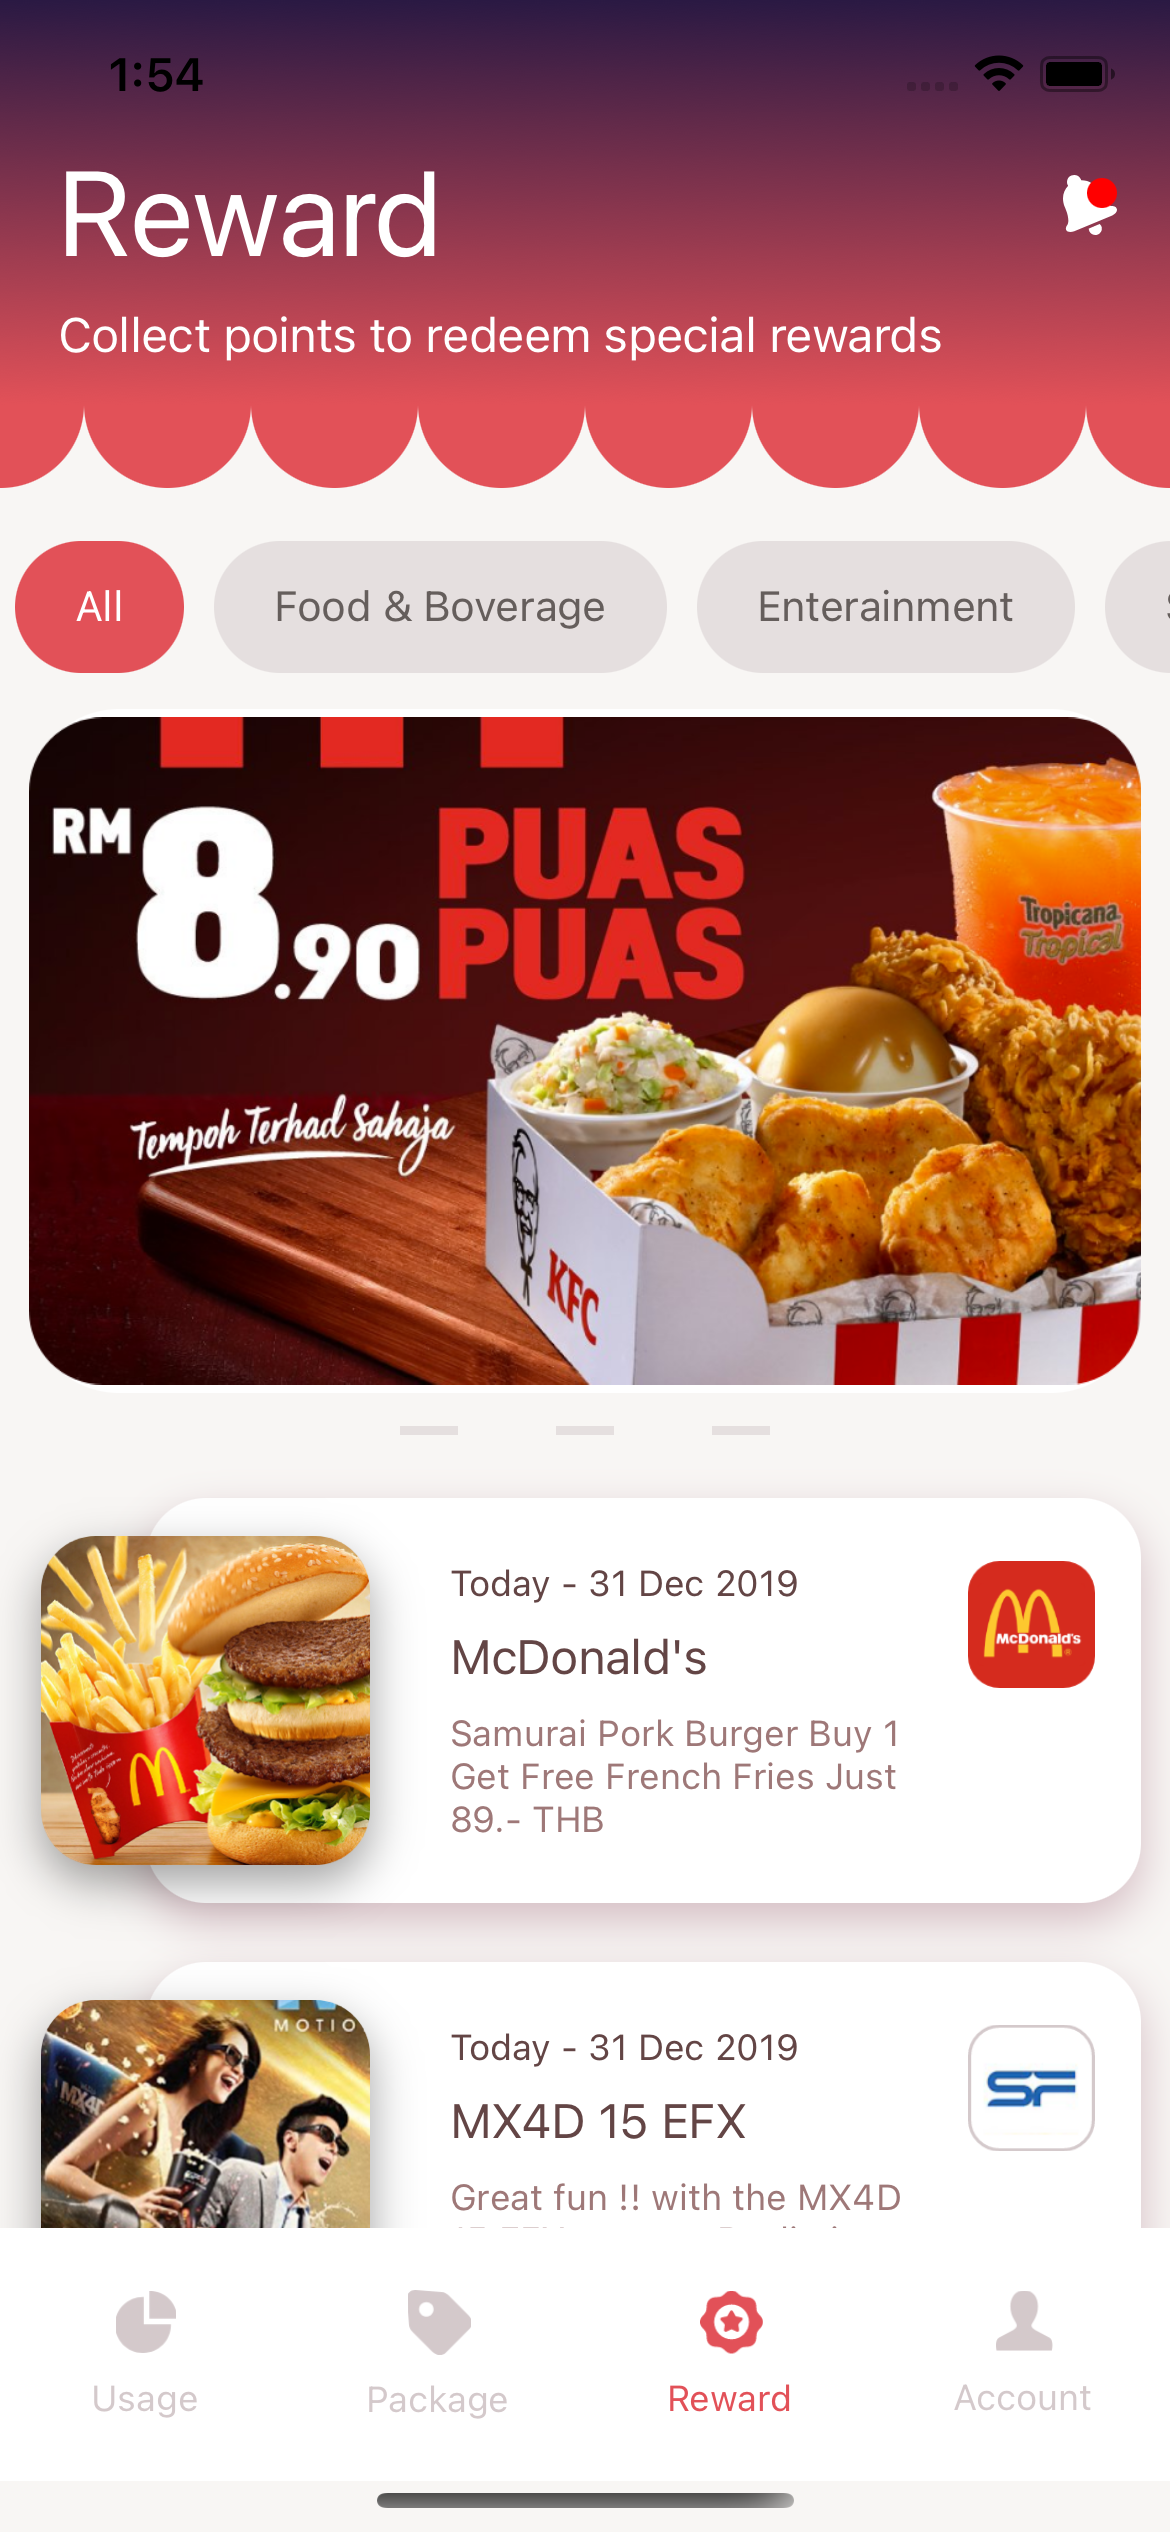 1:54
Reward
Collect points to redeem special rewards
All
Food & Boverage
Enterainment
RM
8.90
PUAS
PUAS
Tropicana
Tropical
Tempoh Terhad Sahaja
KFC
Today - 31 Dec 2019
McDonald's
McDonald's
Samurai Pork Burger Buy 1
Get Free French Fries Just
89.- THB
MOTIO
MX4D
Today - 31 Dec 2019
SF
MX4D 15 EFX
Great fun !! with the MX4D
Usage
Package
Reward
Account